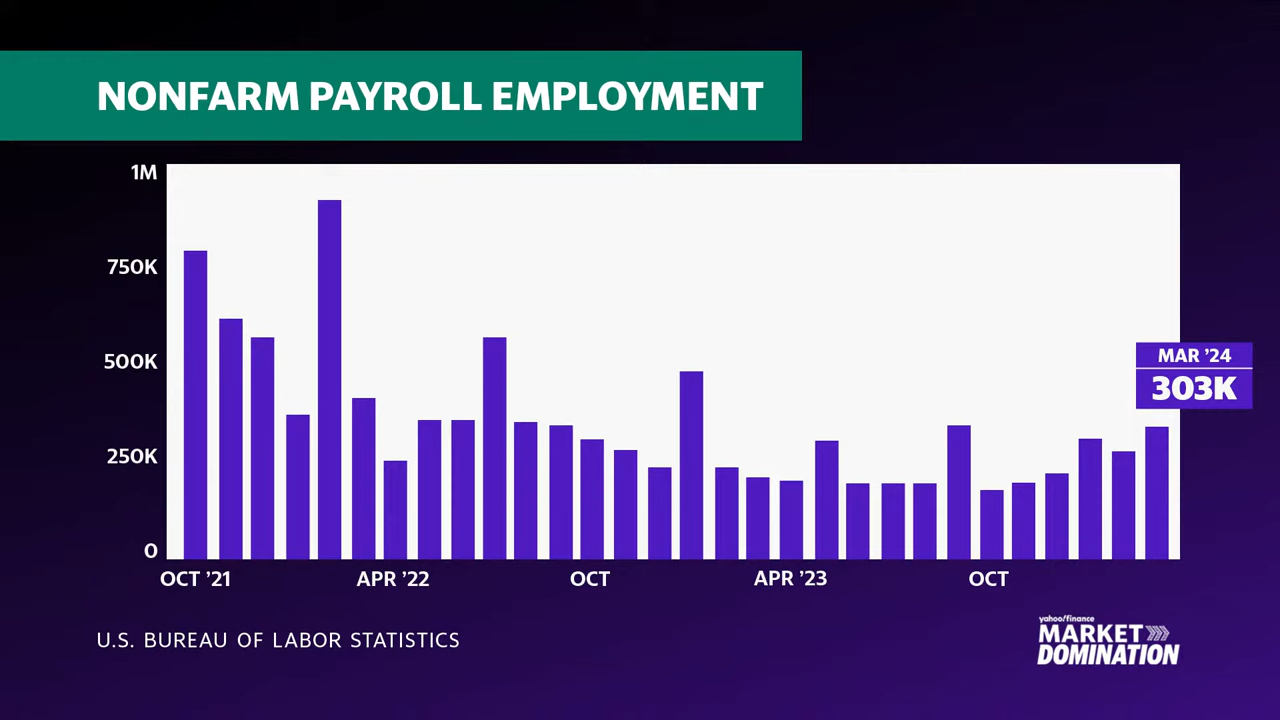 NONFARM PAYROLL EMPLOYMENT
1M
750K
500K
250K
0
MAR ’24
303K
OCT ’21 APR ’22 OCT APR ’23 OCT
U.S. BUREAU OF LABOR STATISTICS
yahoo!finance
MARKET
DOMINATION